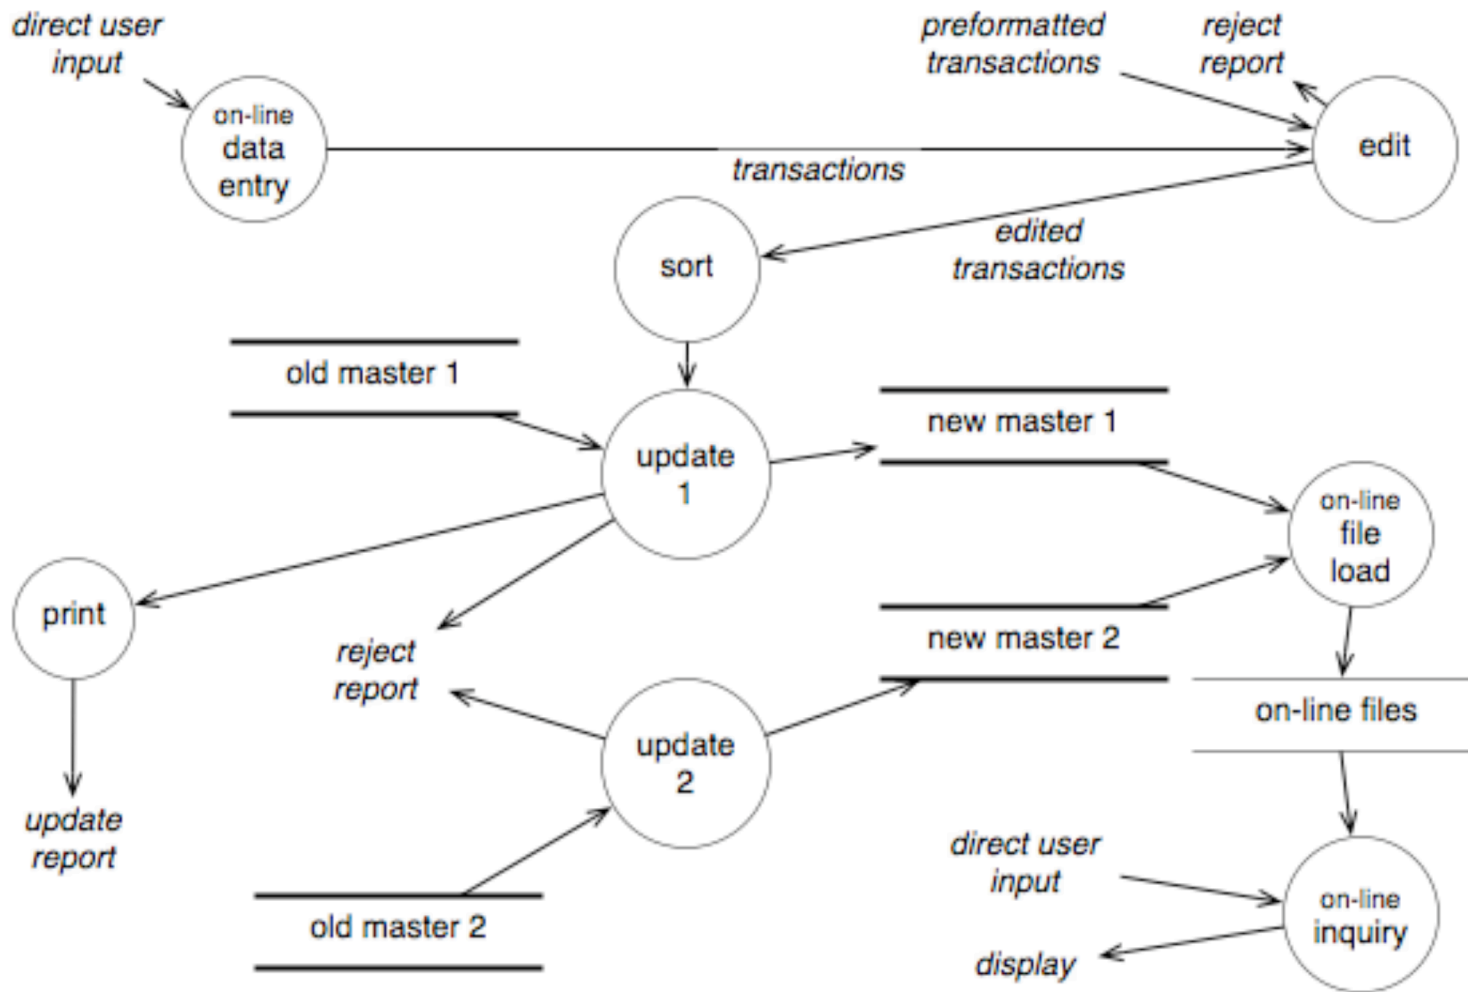 direct user
input
preformatted
transactions
reject
report
on-line
data
entry
edit
transactions
edited
transactions
sort
old master 1
new master 1
update
1
on-line
file
load
print
reject
report
new master 2
on-line files
update
2
update
report
direct user
input
on-line
inquiry
old master 2
display